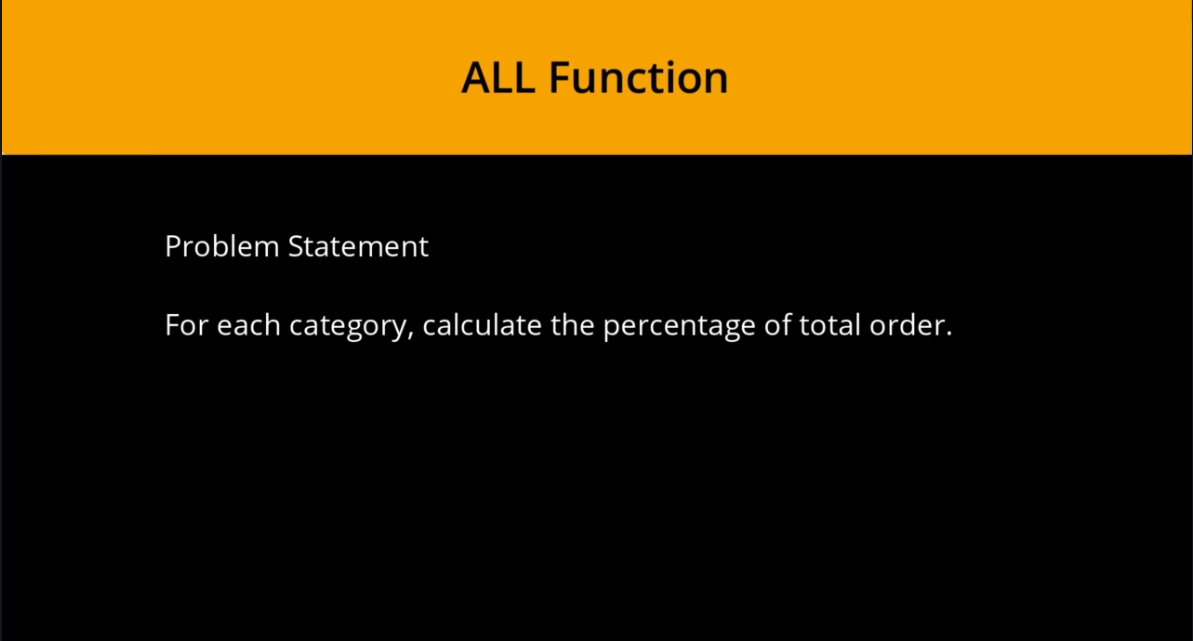 ALL Function
Problem Statement
For each category, calculate the percentage of total order.